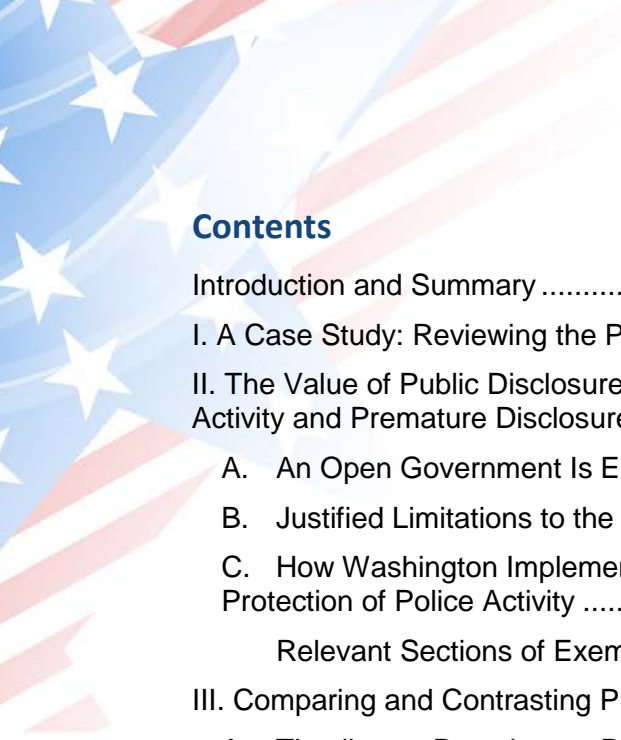 Contents
Introduction and Summary ..........
I. A Case Study: Reviewing the P
II. The Value of Public Disclosure
Activity and Premature Disclosure
A. An Open Government Is E
B. Justified Limitations to the
C. How Washington Implemen
Protection of Police Activity .....
Relevant Sections of Exem
III. Comparing and Contrasting P